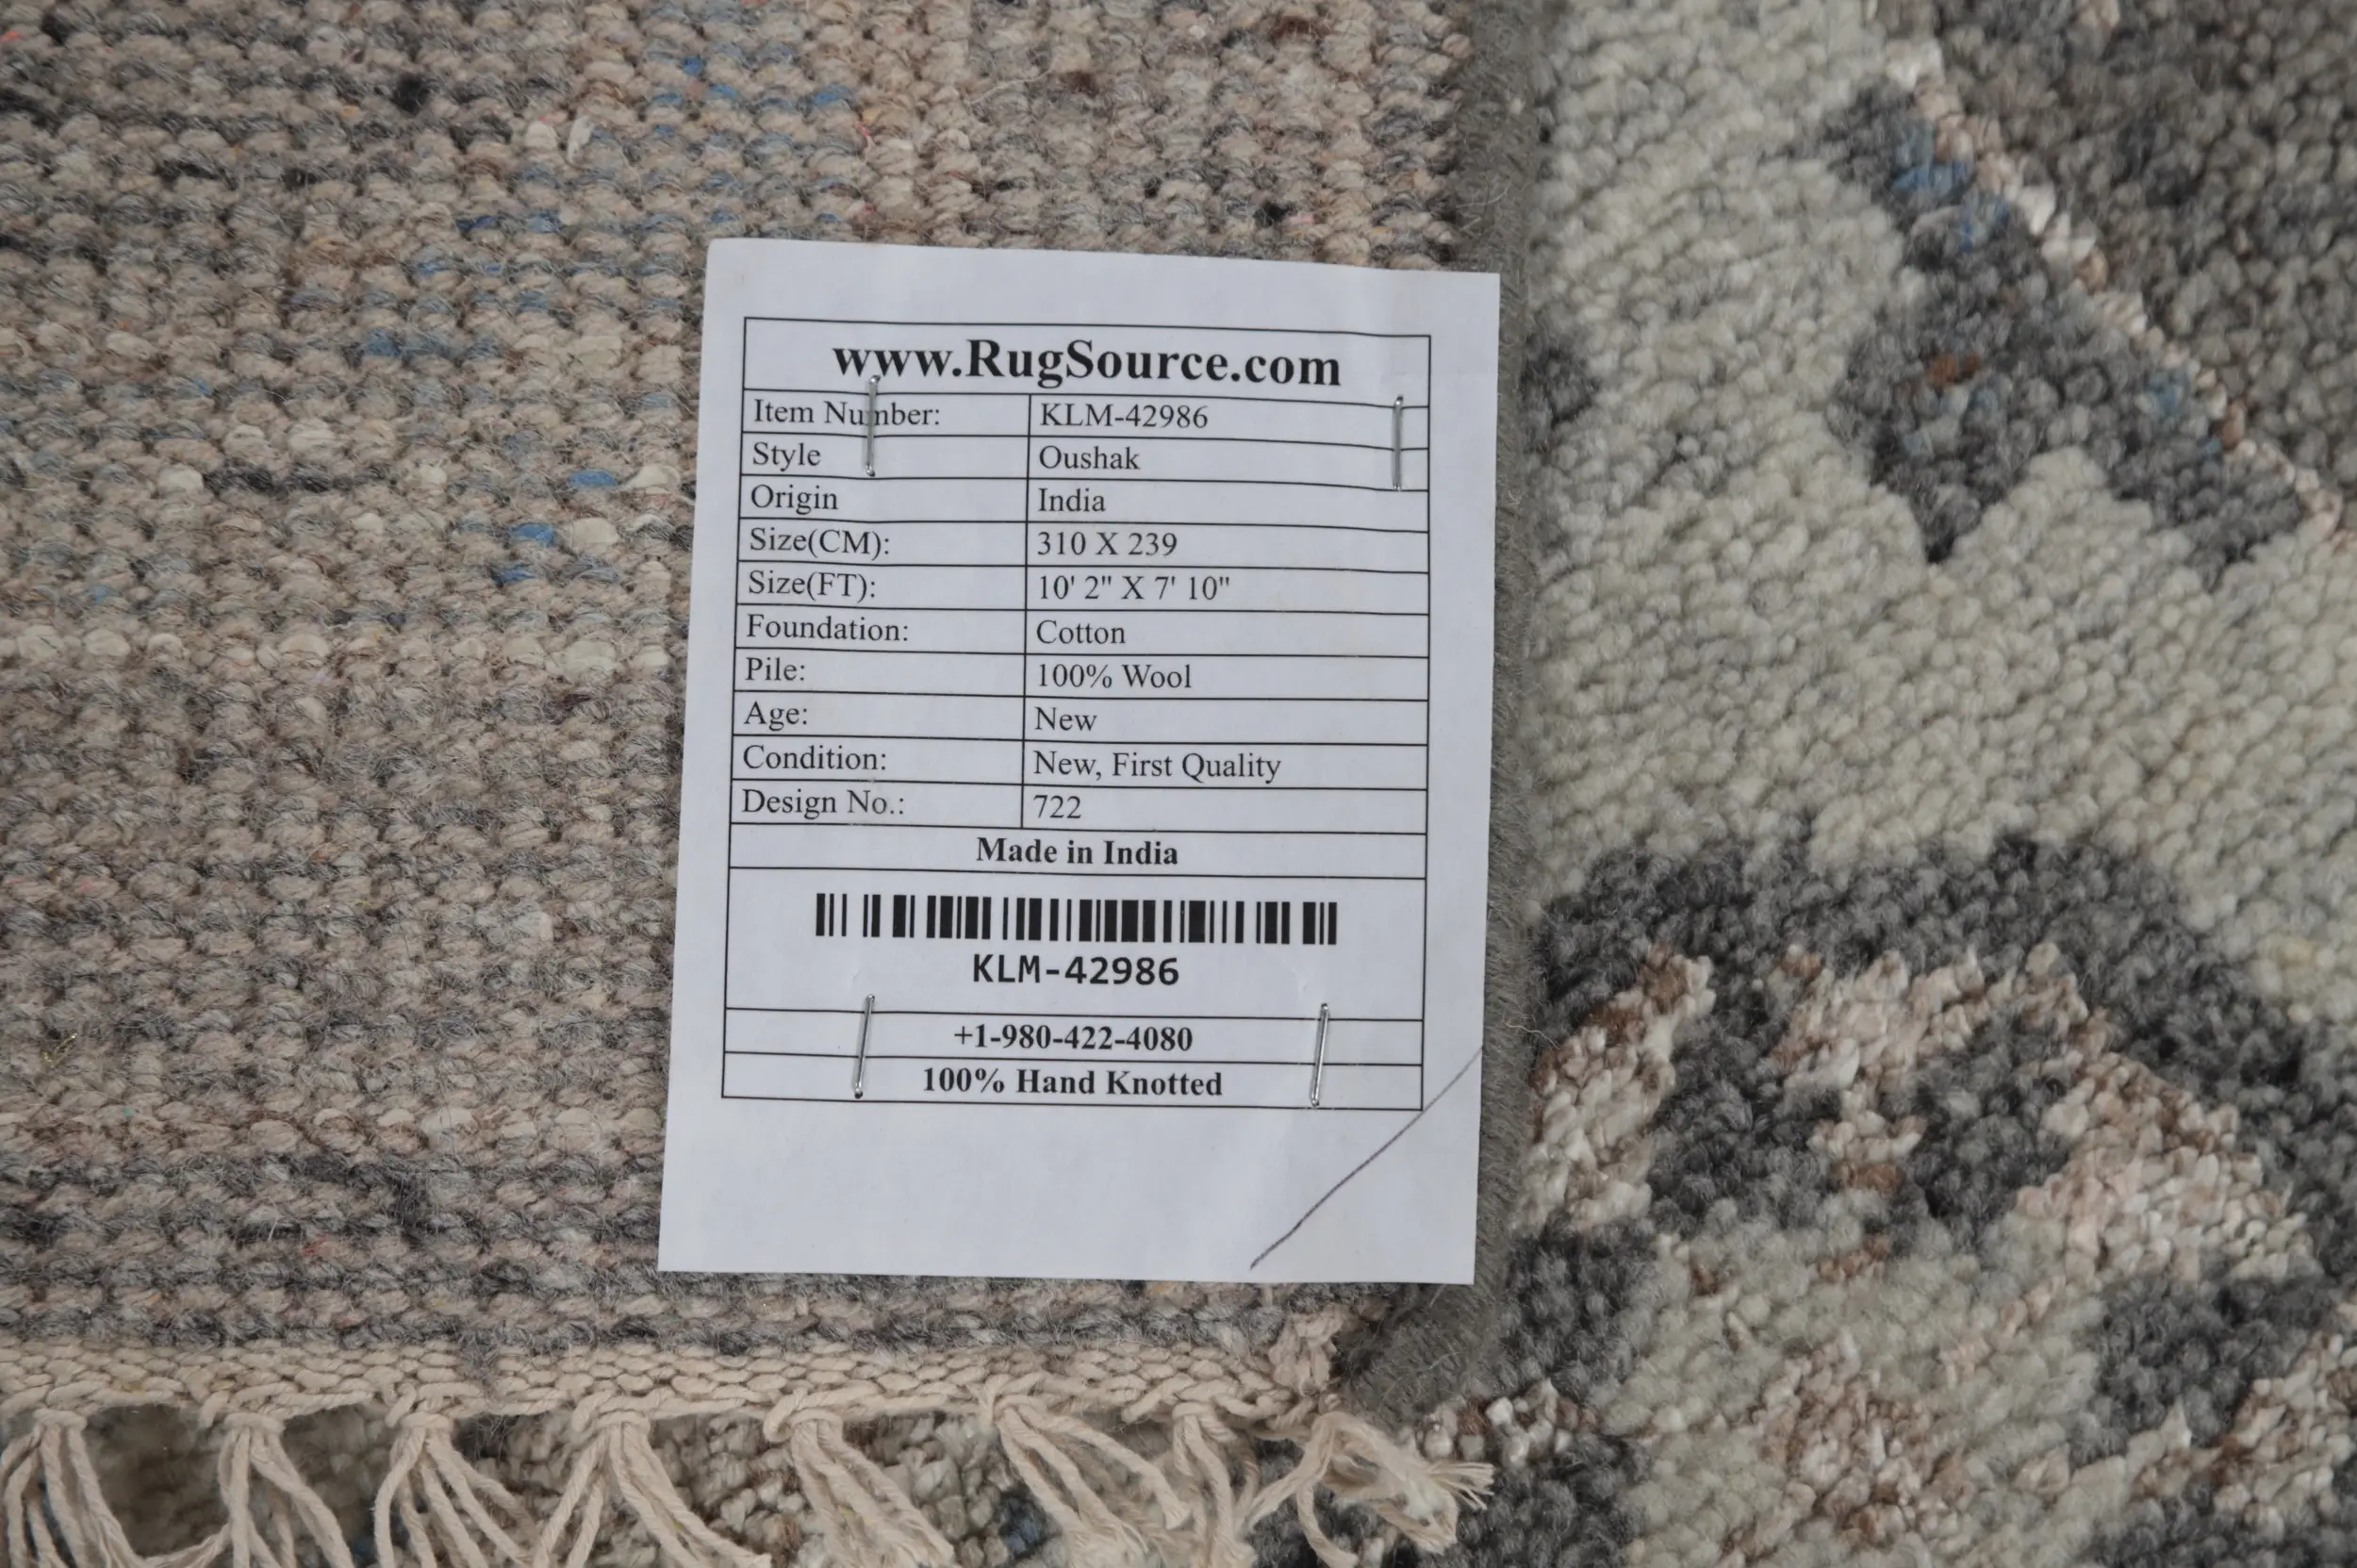 www.RugSource.com
Item Number: KLM-42986
Style Oushak
Origin India
Size(CM): 310 X 239
Size(FT): 10' 2" X 7' 10"
Foundation: Cotton
Pile: 100% Wool
Age: New
Condition: New, First Quality
Design No.: 722
Made in India
KLM-42986
+1-980-422-4080
100% Hand Knotted